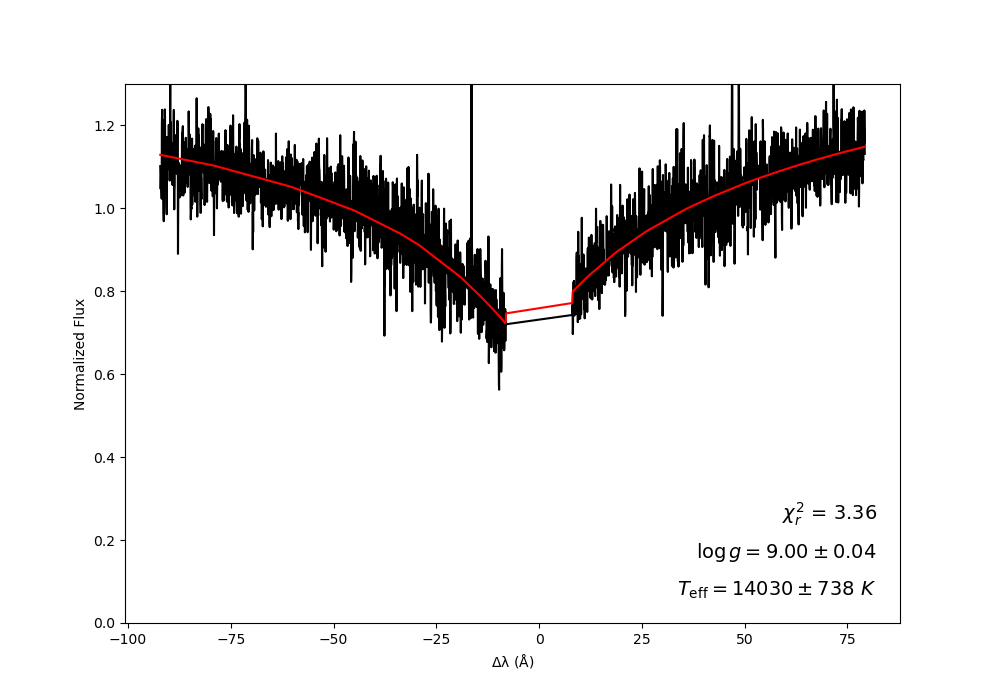 1.2
1.0
0.8
0.6
0.4
0.2
0.0
Normalized Flux
χ²ᵣ = 3.36
log g = 9.00 ± 0.04
T_eff = 14030 ± 738 K
−100 −75 −50 −25 0 25 50 75
Δλ (Å)